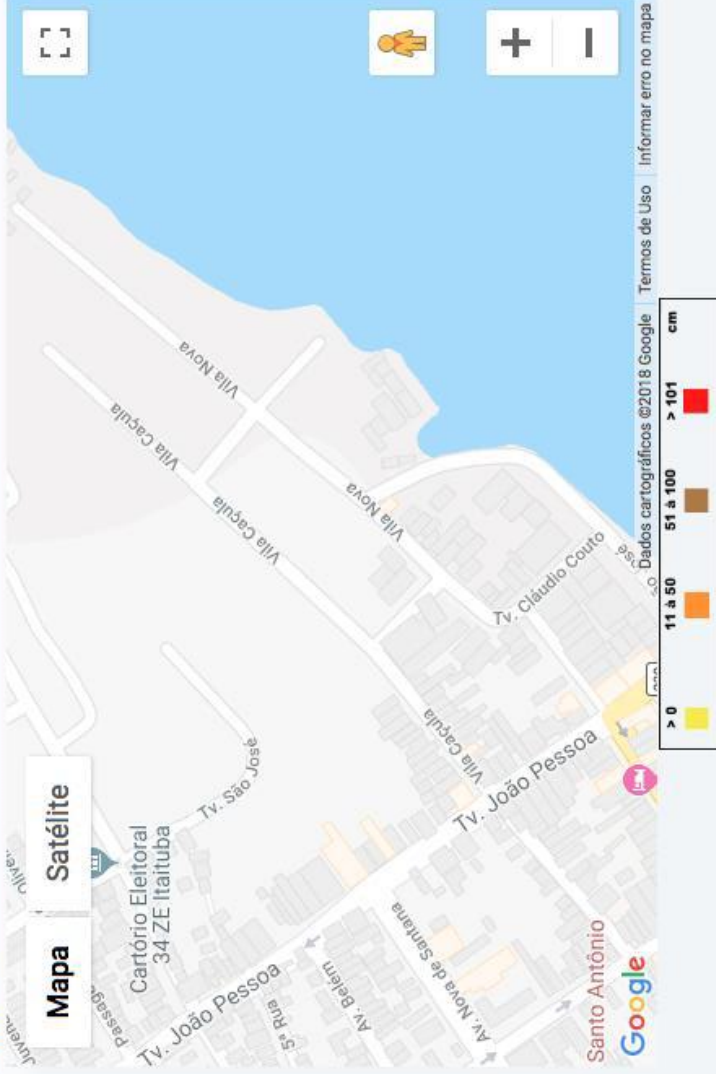 Mapa
Satélite
Juvenc
Passage
Cartório Eleitoral
34 ZE Itaituba
Tv. São José
Vila Caçula
Vila Nova
Vila Caçula
Vila Nova
Vila Caçula
Tv. Cláudio Couto
Tv. João Pessoa
Tv. João Pessoa
5ª Rua
Av. Belém
Av. Nova de Santana
Santo Antônio
Google
Dados cartográficos ©2018 Google
Termos de Uso
Informar erro no mapa
> 0
11 à 50
51 à 100
> 101
cm